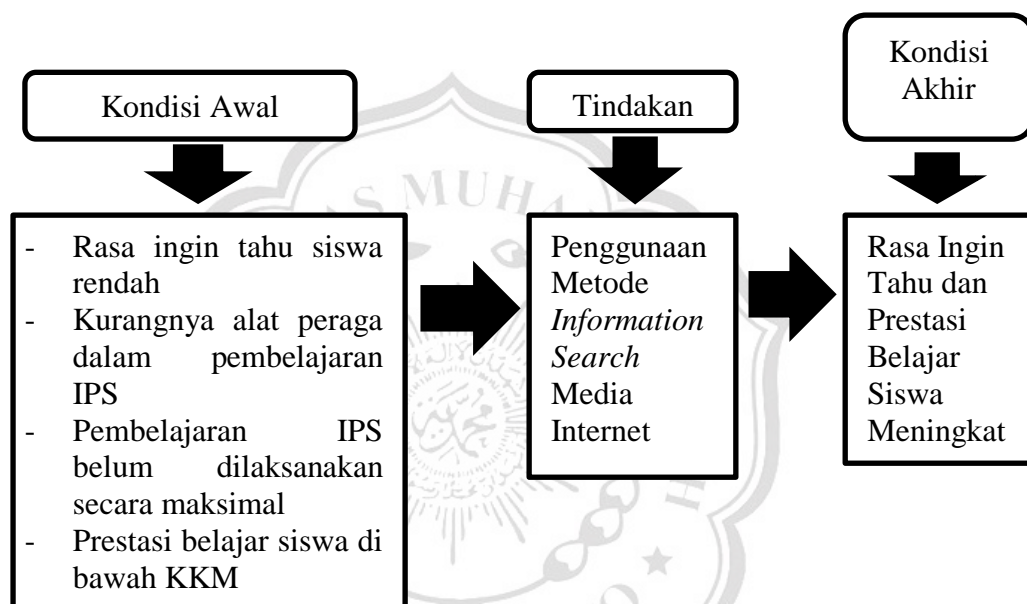 Kondisi Awal
Tindakan
Kondisi
Akhir
- Rasa ingin tahu siswa
rendah
- Kurangnya alat peraga
dalam pembelajaran
IPS
- Pembelajaran IPS
belum dilaksanakan
secara maksimal
- Prestasi belajar siswa di
bawah KKM
Penggunaan
Metode
Information
Search
Media
Internet
Rasa Ingin
Tahu dan
Prestasi
Belajar
Siswa
Meningkat